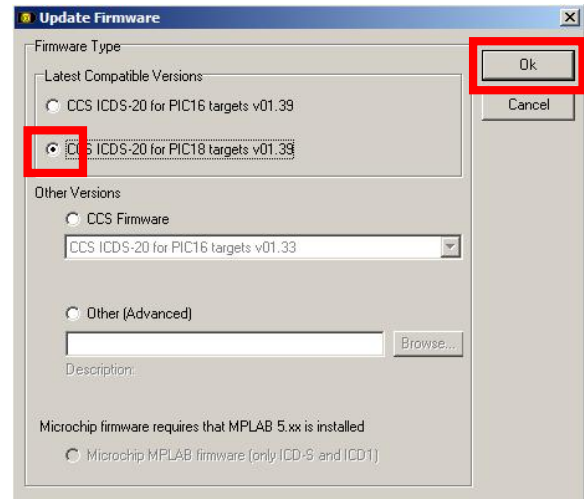 Update Firmware
Firmware Type
Latest Compatible Versions
CCS ICDS-20 for PIC16 targets v01.39
CCS ICDS-20 for PIC18 targets v01.39
Ok
Cancel
Other Versions
CCS Firmware
CCS ICDS-20 for PIC16 targets v01.33
Other (Advanced)
Browse...
Description:
Microchip firmware requires that MPLAB 5.xx is installed
Microchip MPLAB firmware (only ICD-S and ICD1)